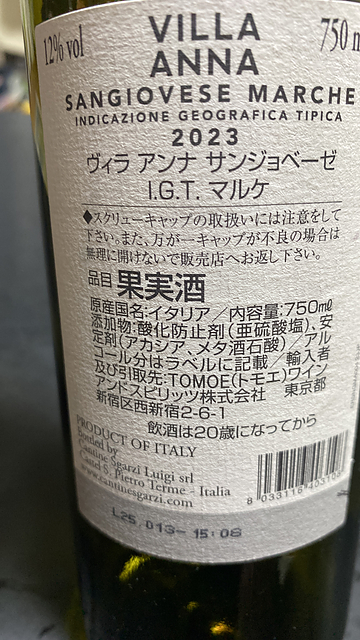 12% vol
VILLA
ANNA
750 m
SANGIOVESE MARCHE
INDICAZIONE GEOGRAFICA TIPICA
2023
ヴィラ アンナ サンジョベーゼ
I.G.T. マルケ
◆スクリューキャップの取扱いには注意をして
下さい。また、万が一キャップが不良の場合は
無理に開けないで販売店へお返し下さい。
品目 果実酒
原産国名:イタリア/内容量:750ml
添加物:酸化防止剤(亜硫酸塩)、安
定剤(アカシア、メタ酒石酸)/アル
コール分はラベルに記載/輸入者
及び引取先:TOMOE(トモエ)ワイン
アンドスピリッツ株式会社 東京都
新宿区西新宿2-6-1
飲酒は20歳になってから
PRODUCT OF ITALY
Bottled by
Cantine Sgarzi Luigi srl
Castel S. Pietro Terme - Italia
www.cantinesgarzi.com
8 033116
L25 013- 15:08